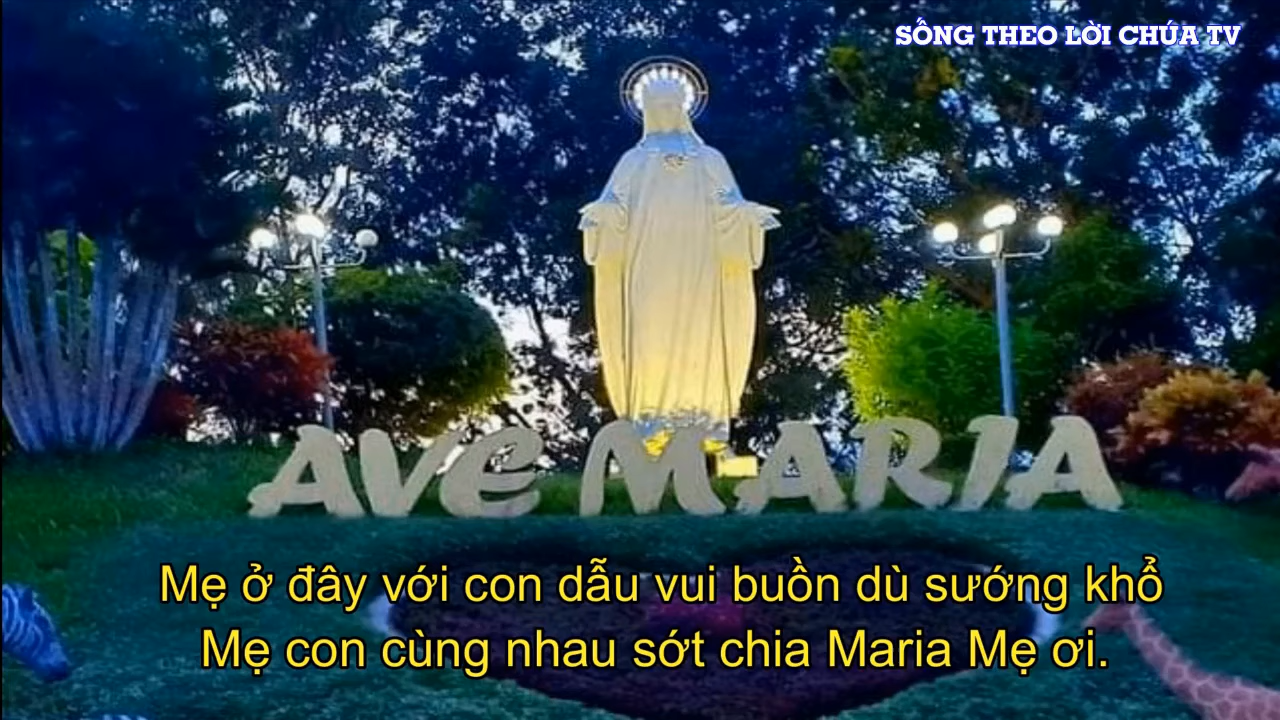 SỐNG THEO LỜI CHÚA TV
AVE MARIA
Mẹ ở đây với con dẫu vui buồn dù sướng khổ
Mẹ con cùng nhau sớt chia Maria Mẹ ơi.